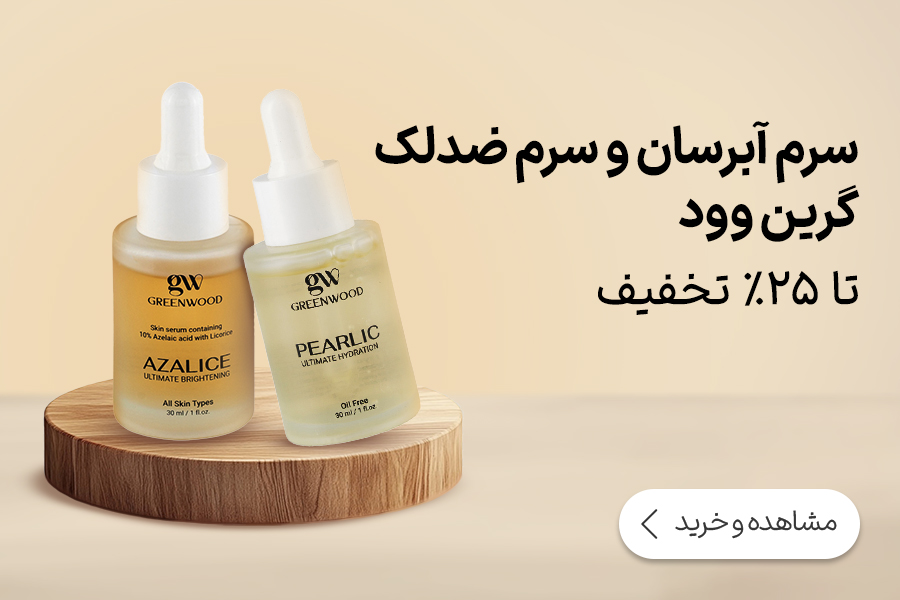 سرم آبرسان و سرم ضدلک
گرین وود
تا ۲۵٪ تخفیف
مشاهده و خرید
gw
GREENWOOD
Skin serum containing
10% Azelaic acid with Licorice
AZALICE
ULTIMATE BRIGHTENING
All Skin Types
30 ml / 1 fl.oz.
gw
GREENWOOD
PEARLIC
ULTIMATE HYDRATION
Oil Free
30 ml / 1 fl.oz